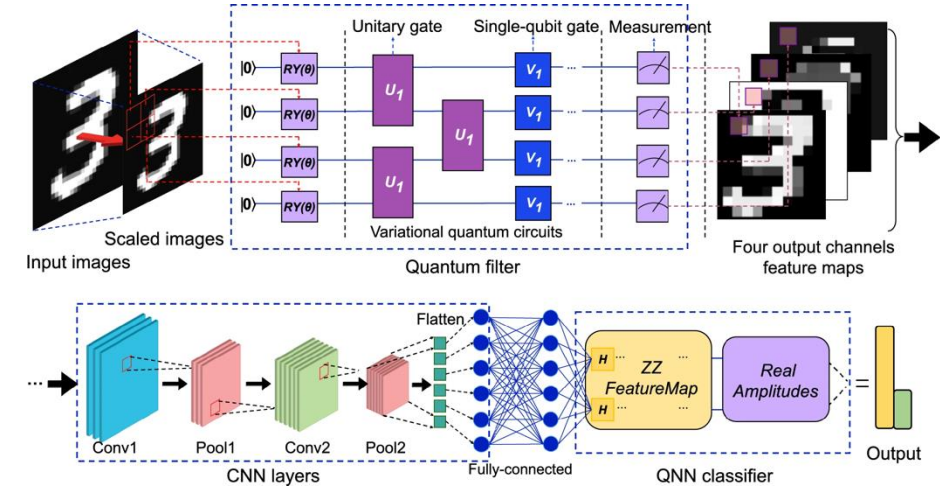 Unitary gate
Single-qubit gate
Measurement
|0⟩ RY(θ) U1 V1 ...
|0⟩ RY(θ) U1 V1 ...
|0⟩ RY(θ) U1 V1 ...
|0⟩ RY(θ) V1 ...
Scaled images
Input images
Variational quantum circuits
Quantum filter
Four output channels
feature maps
Flatten
...
H ... ...
ZZ
FeatureMap
H ... ...
Real
Amplitudes
=
Conv1
Pool1
Conv2
Pool2
CNN layers
Fully-connected
QNN classifier
Output